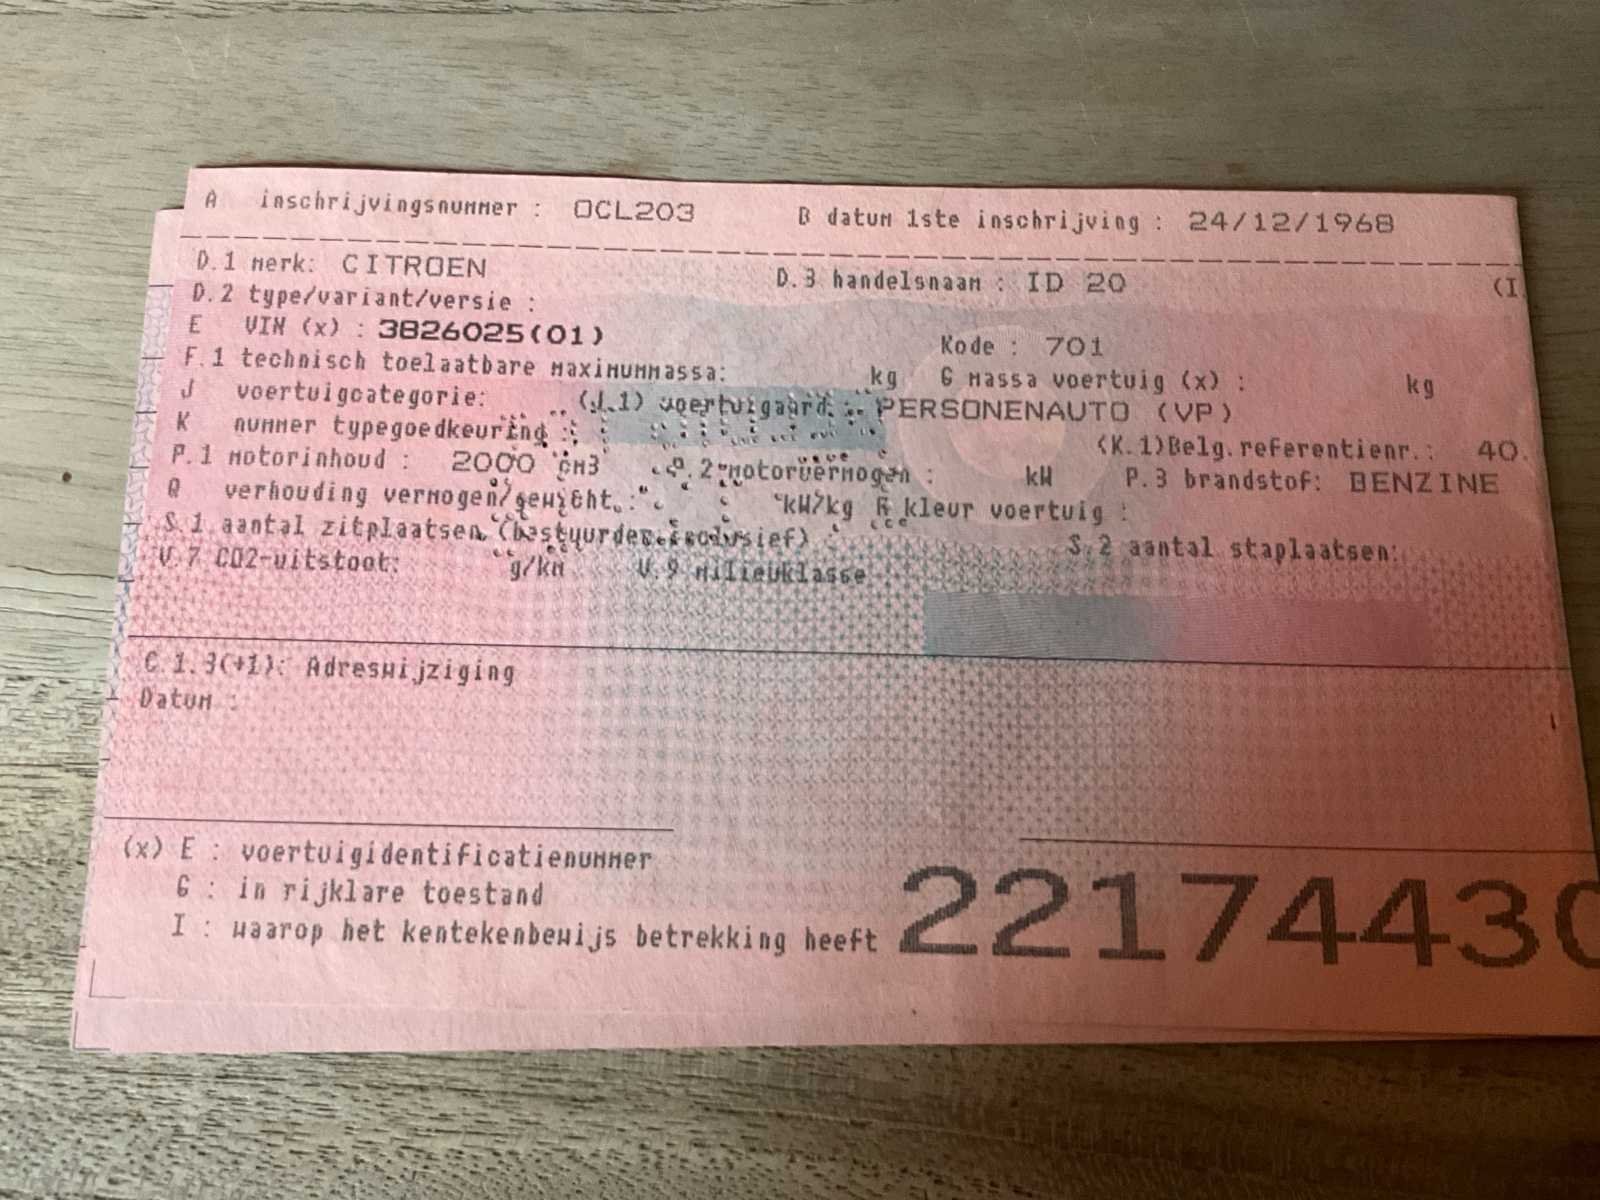 A inschrijvingsnummer : OCL203 B datum 1ste inschrijving : 24/12/1968
D.1 merk: CITROEN D.3 handelsnaam : ID 20 (I.
D.2 type/variant/versie :
E VIN (x) : 3826025(01) Kode : 701
F.1 technisch toelaatbare maximummassa: kg G massa voertuig (x) : kg
J voertuigcategorie: (J.1) voertuigaard : PERSONENAUTO (VP)
K nummer typegoedkeuring : (K.1)Belg.referentienr.: 40.
P.1 motorinhoud : 2000 cm3 P.2 motorvermogen : kW P.3 brandstof: BENZINE
Q verhouding vermogen/gewicht : kW/kg R kleur voertuig :
S.1 aantal zitplaatsen (bestuurder inclusief) : S.2 aantal staplaatsen:
V.7 CO2-uitstoot: g/km V.9 milieuklasse
C.1.3(+1): Adreswijziging
Datum :
(x) E : voertuigidentificatienummer
G : in rijklare toestand
I : waarop het kentekenbewijs betrekking heeft
22174430